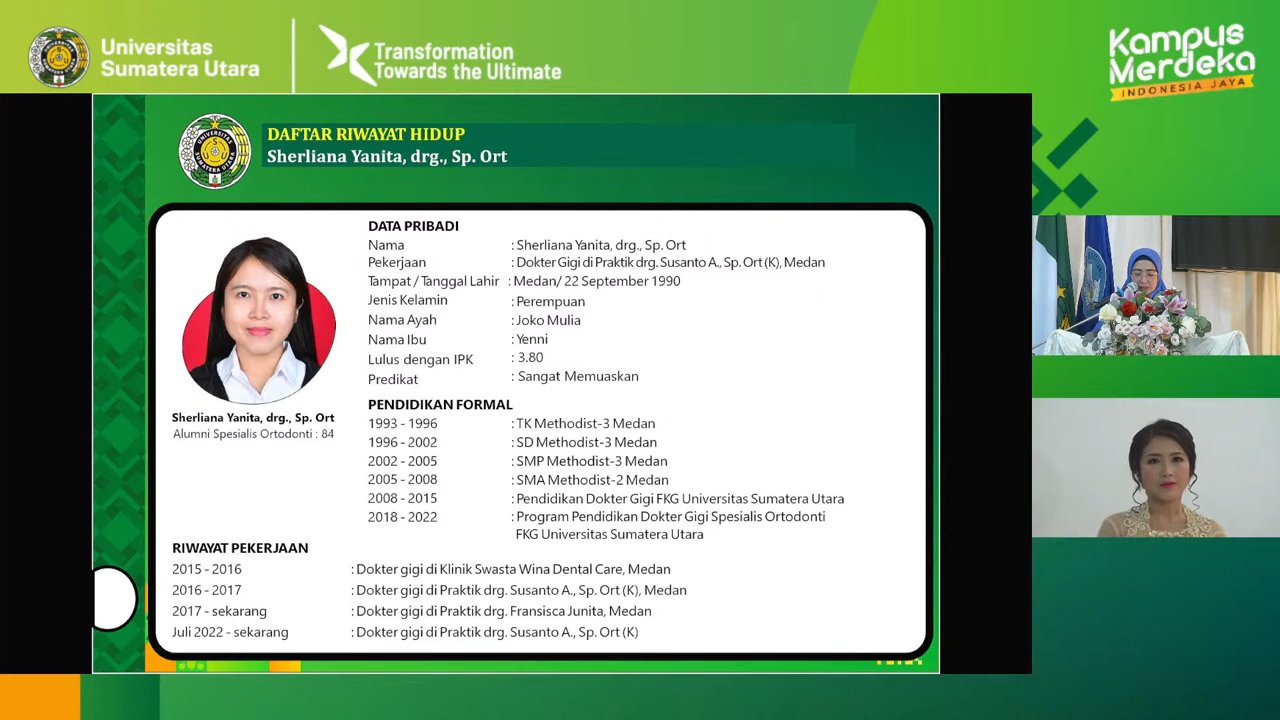 Universitas
Sumatera Utara
Transformation
Towards the Ultimate
Kampus
Merdeka
INDONESIA JAYA
DAFTAR RIWAYAT HIDUP
Sherliana Yanita, drg., Sp. Ort
DATA PRIBADI
Nama : Sherliana Yanita, drg., Sp. Ort
Pekerjaan : Dokter Gigi di Praktik drg. Susanto A., Sp. Ort (K), Medan
Tampat / Tanggal Lahir : Medan/ 22 September 1990
Jenis Kelamin : Perempuan
Nama Ayah : Joko Mulia
Nama Ibu : Yenni
Lulus dengan IPK : 3.80
Predikat : Sangat Memuaskan
Sherliana Yanita, drg., Sp. Ort
Alumni Spesialis Ortodonti : 84
PENDIDIKAN FORMAL
1993 - 1996 : TK Methodist-3 Medan
1996 - 2002 : SD Methodist-3 Medan
2002 - 2005 : SMP Methodist-3 Medan
2005 - 2008 : SMA Methodist-2 Medan
2008 - 2015 : Pendidikan Dokter Gigi FKG Universitas Sumatera Utara
2018 - 2022 : Program Pendidikan Dokter Gigi Spesialis Ortodonti
FKG Universitas Sumatera Utara
RIWAYAT PEKERJAAN
2015 - 2016 : Dokter gigi di Klinik Swasta Wina Dental Care, Medan
2016 - 2017 : Dokter gigi di Praktik drg. Susanto A., Sp. Ort (K), Medan
2017 - sekarang : Dokter gigi di Praktik drg. Fransisca Junita, Medan
Juli 2022 - sekarang : Dokter gigi di Praktik drg. Susanto A., Sp. Ort (K)